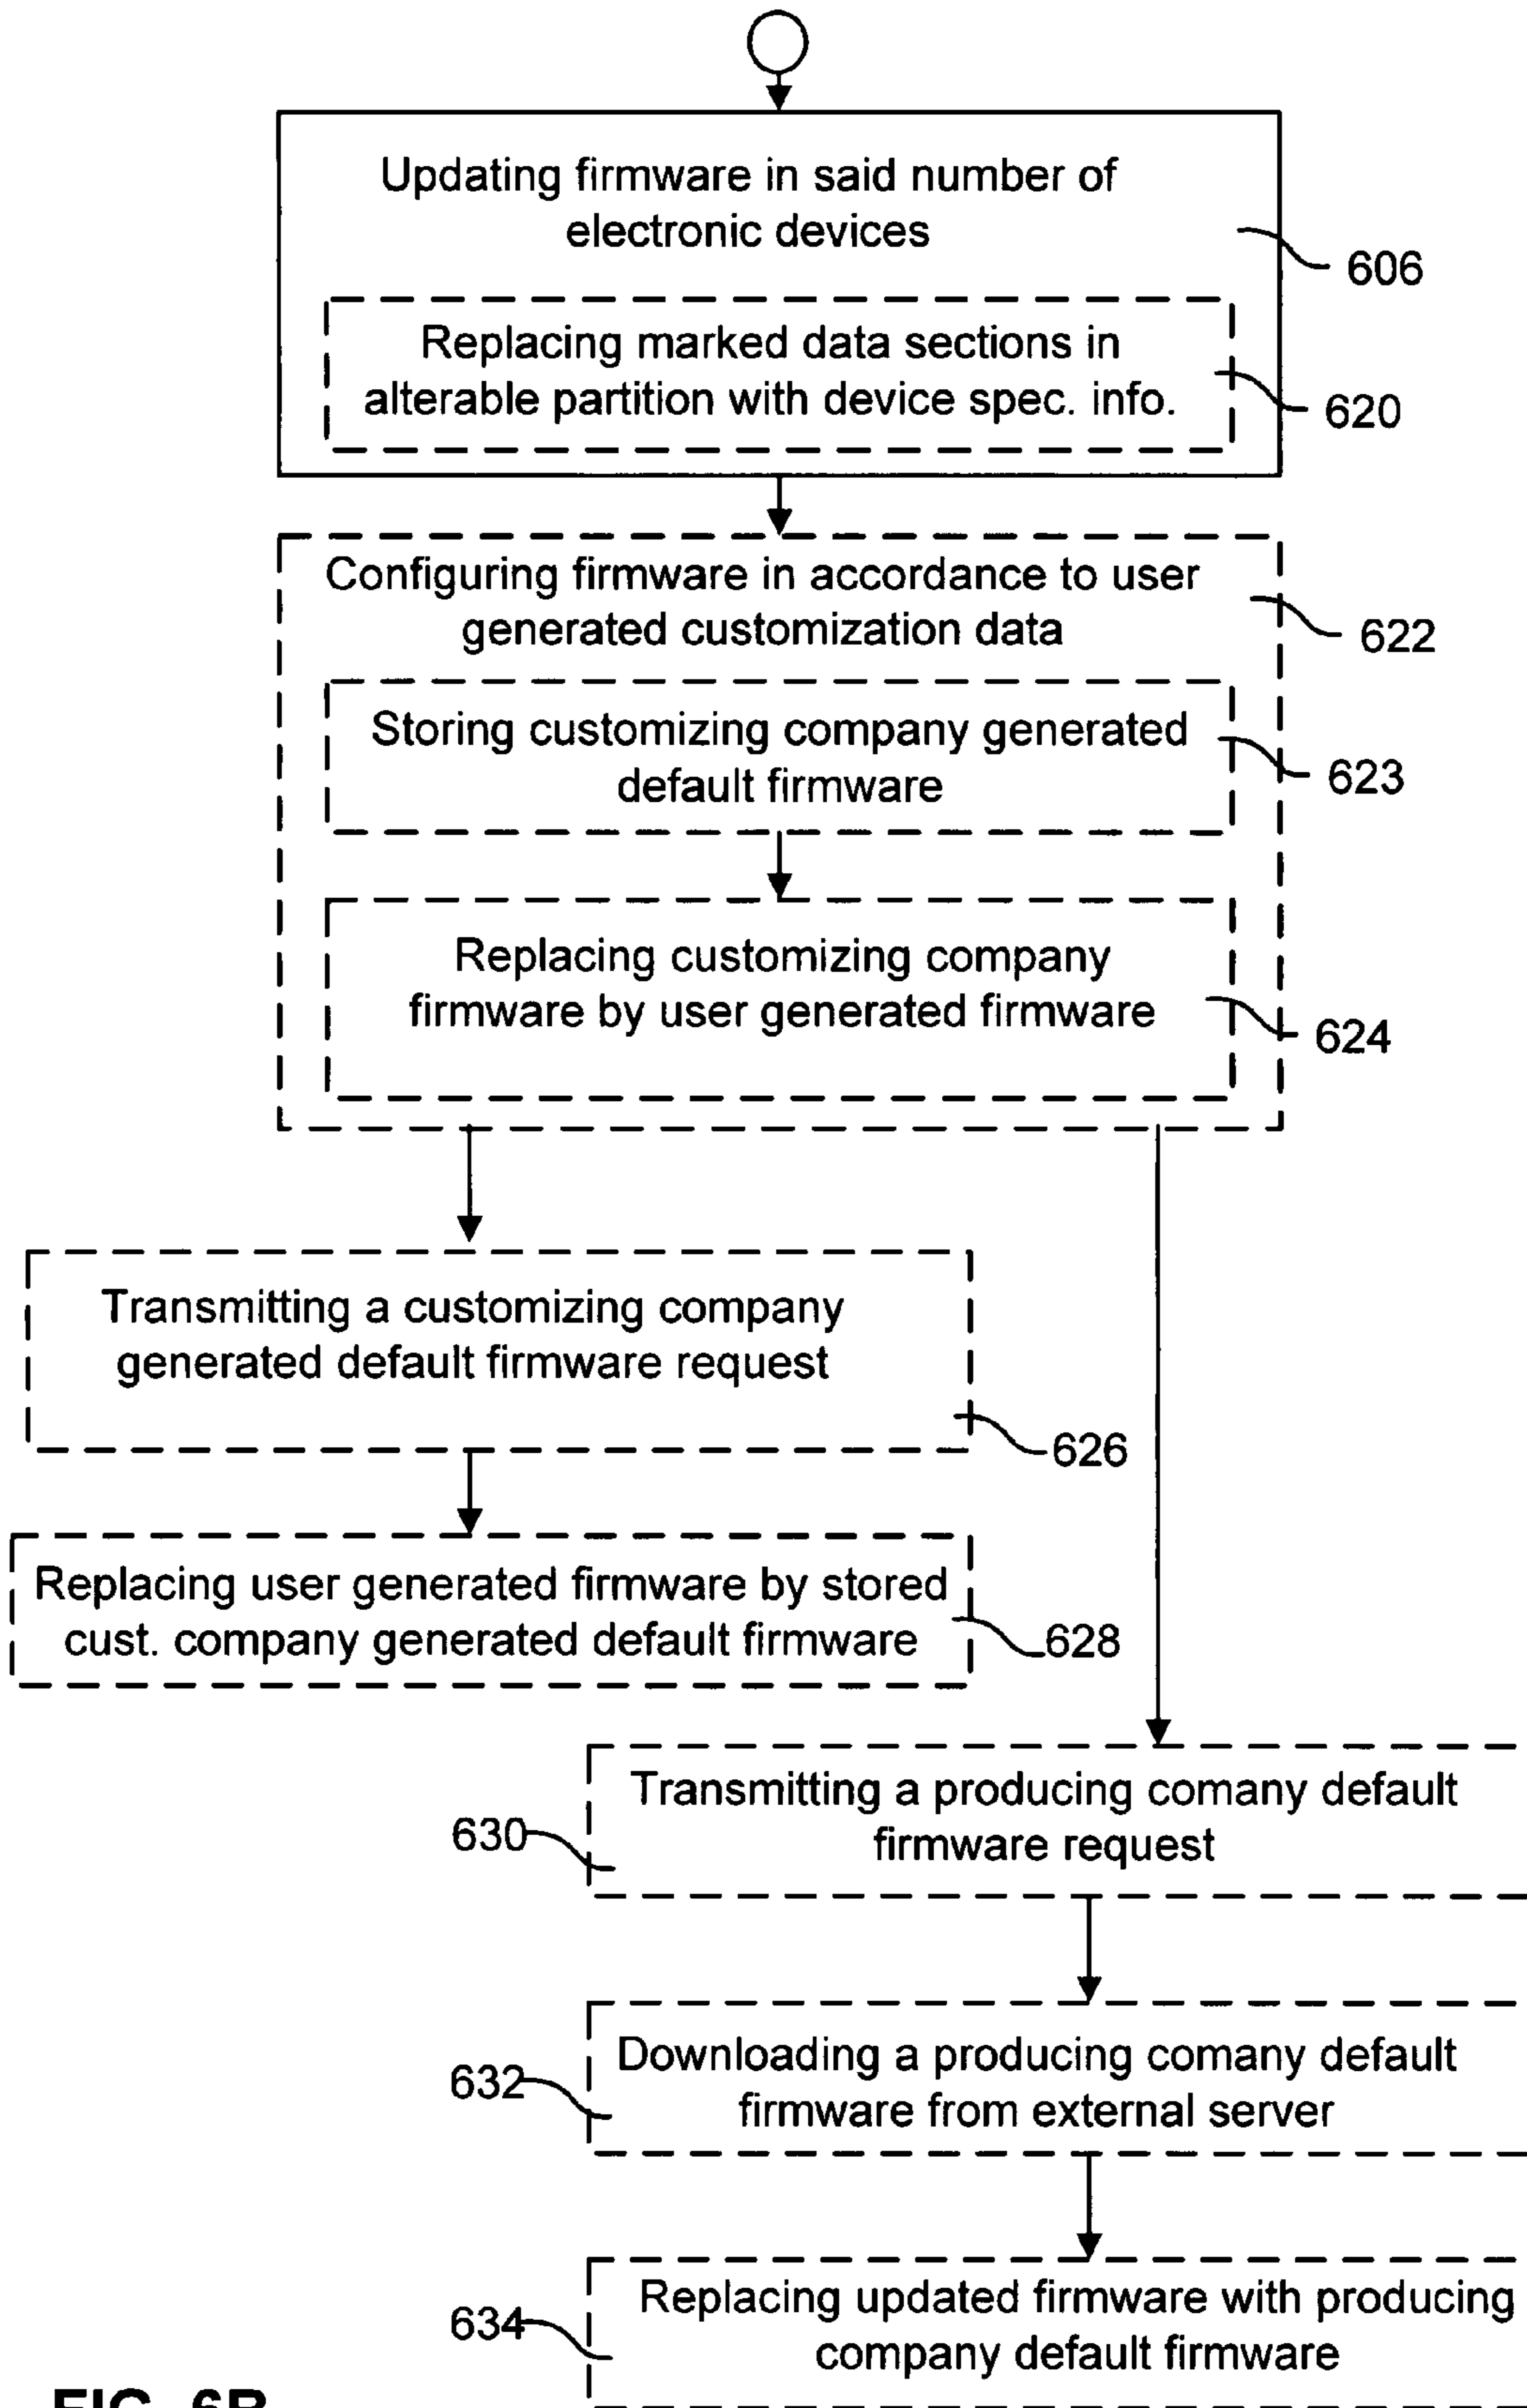 Updating firmware in said number of
electronic devices
606
Replacing marked data sections in
alterable partition with device spec. info.
620
Configuring firmware in accordance to user
generated customization data
622
Storing customizing company generated
default firmware
623
Replacing customizing company
firmware by user generated firmware
624
Transmitting a customizing company
generated default firmware request
626
Replacing user generated firmware by stored
cust. company generated default firmware
628
Transmitting a producing comany default
firmware request
630
Downloading a producing comany default
firmware from external server
632
Replacing updated firmware with producing
company default firmware
634
FIG. 6B